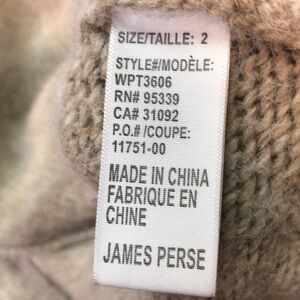 SIZE/TAILLE: 2
STYLE#/MODÈLE:
WPT3606
RN# 95339
CA# 31092
P.O.# /COUPE:
11751-00
MADE IN CHINA
FABRIQUE EN
CHINE
JAMES PERSE